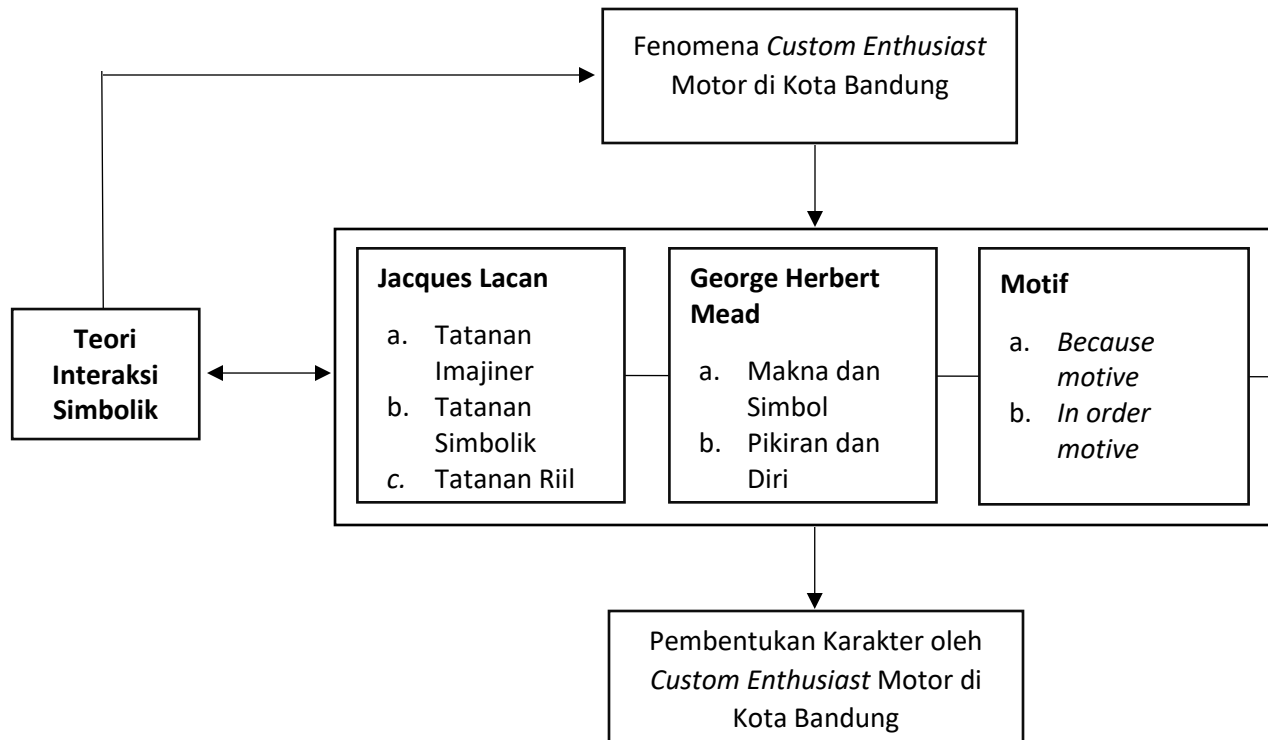 Fenomena Custom Enthusiast
Motor di Kota Bandung
Teori
Interaksi
Simbolik
Jacques Lacan
a. Tatanan
Imajiner
b. Tatanan
Simbolik
c. Tatanan Riil
George Herbert
Mead
a. Makna dan
Simbol
b. Pikiran dan
Diri
Motif
a. Because
motive
b. In order
motive
Pembentukan Karakter oleh
Custom Enthusiast Motor di
Kota Bandung